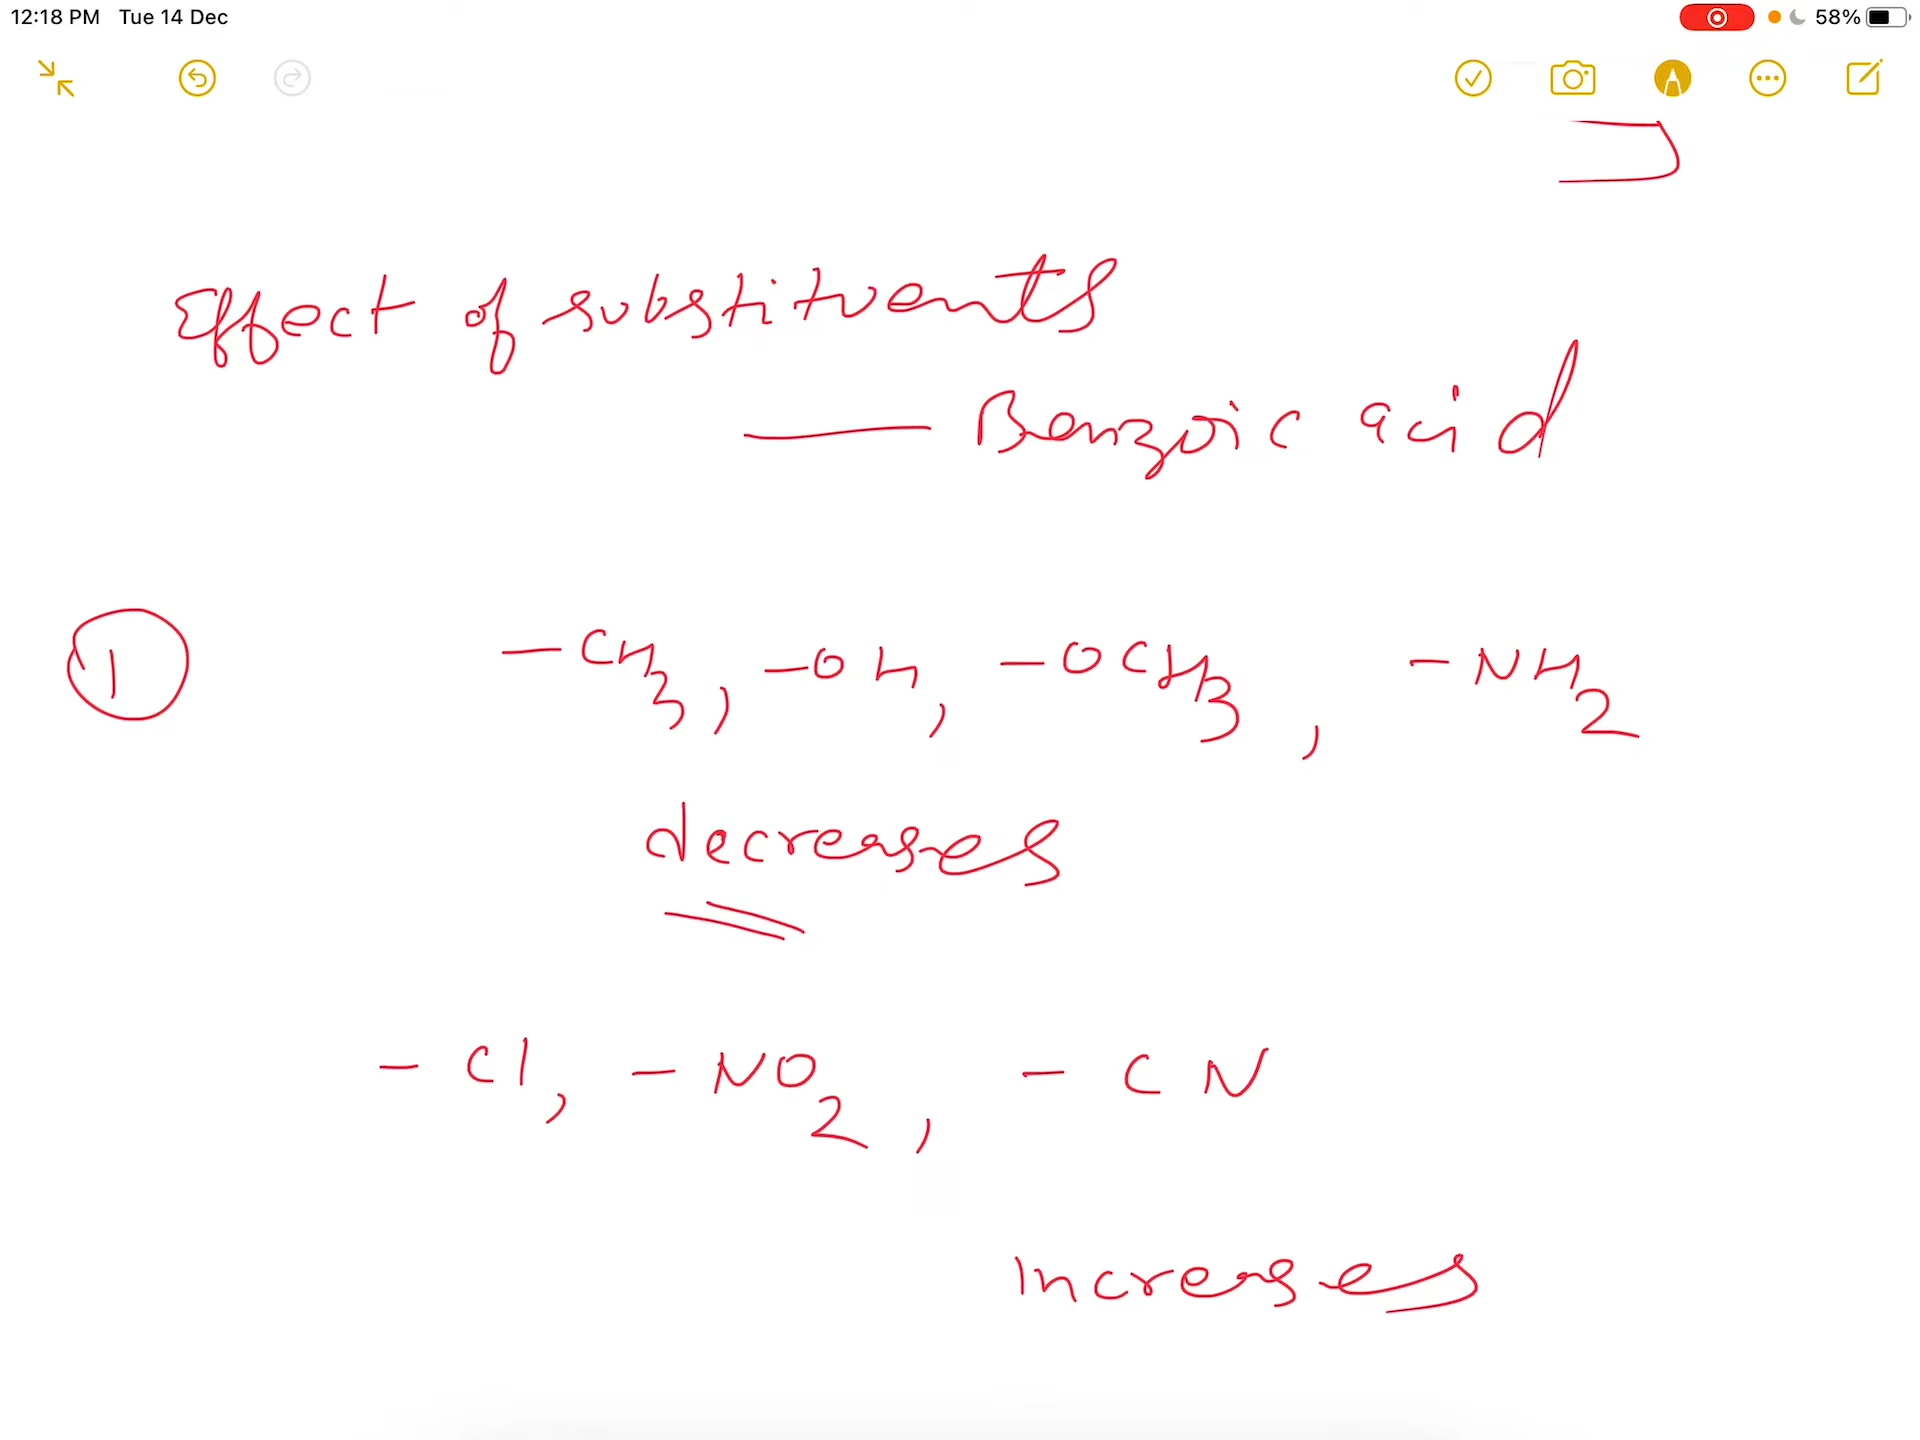 12:18 PM Tue 14 Dec 58%
Effect of substituents
— Benzoic acid
① -CH3, -OH, -OCH3, -NH2
decreases
- Cl, - NO2, - CN
increases